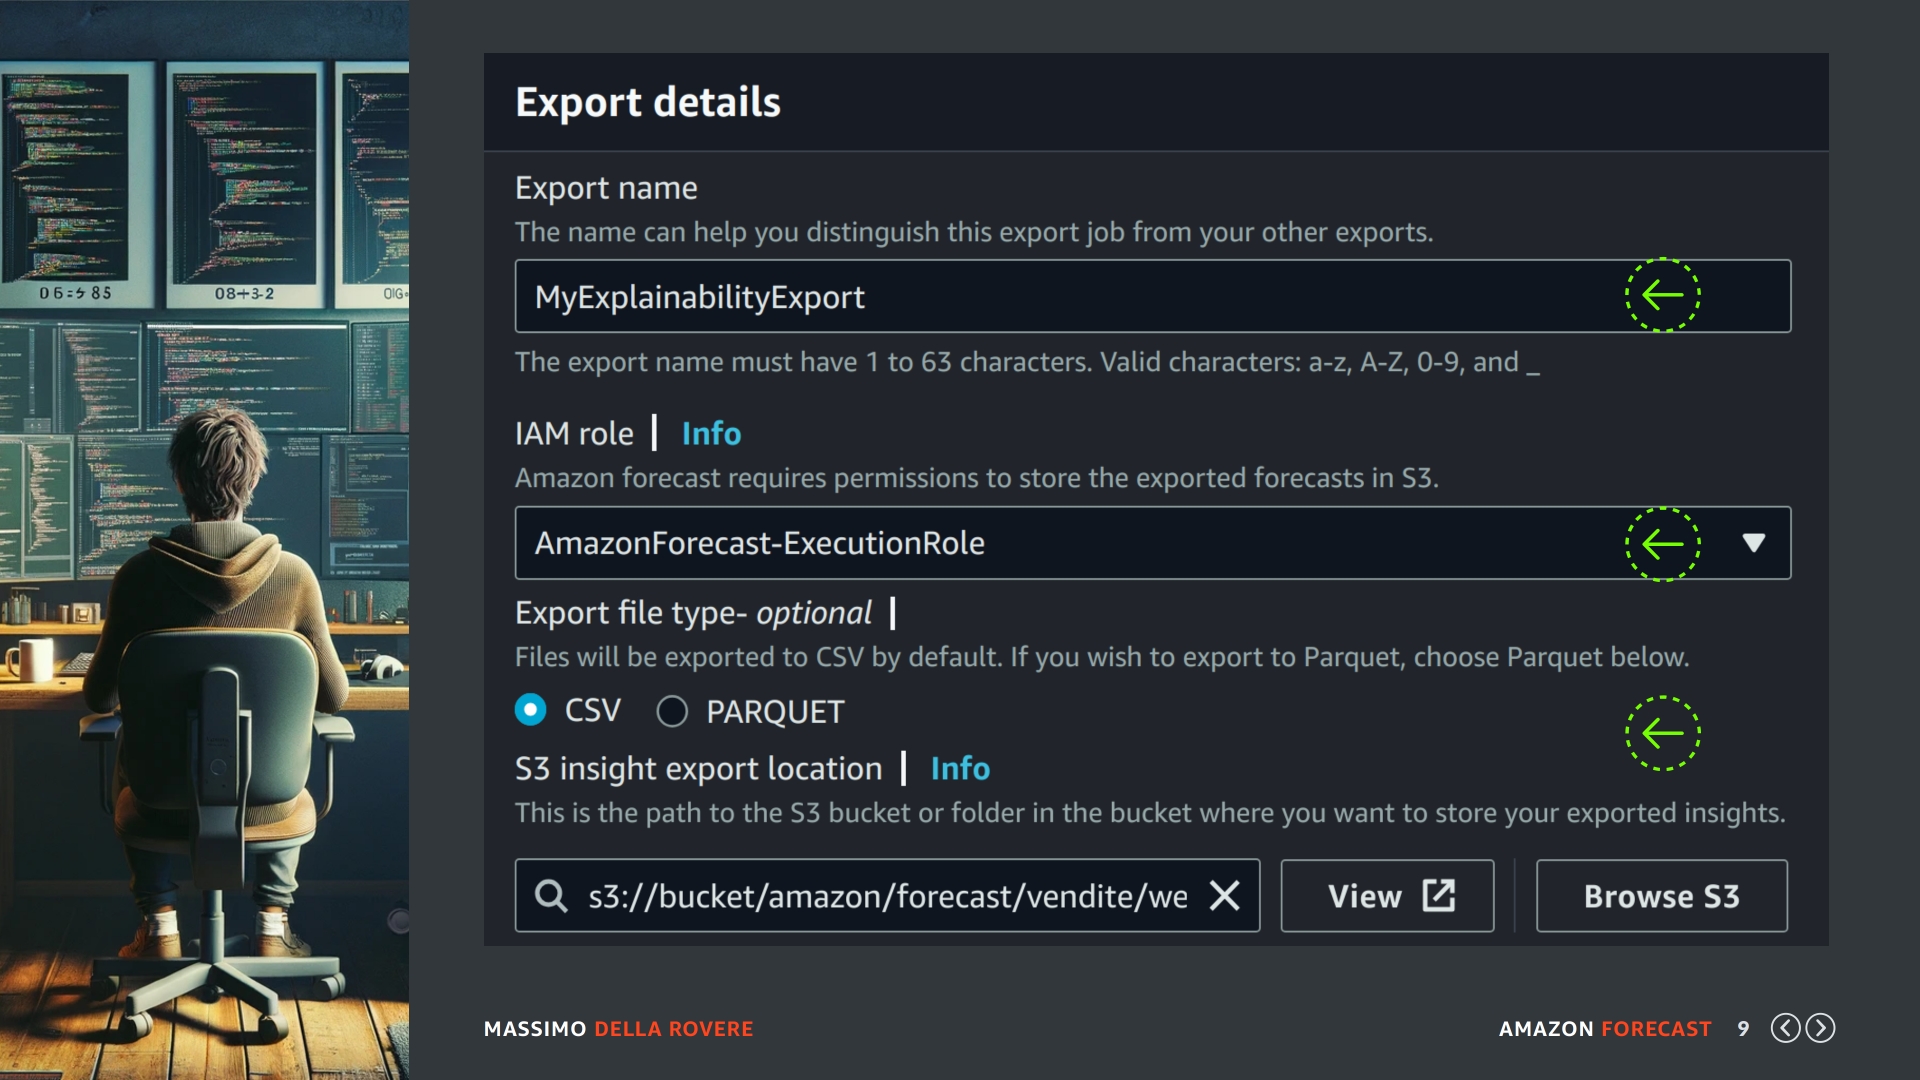 06=985
08+3-2
Export details
Export name
The name can help you distinguish this export job from your other exports.
MyExplainabilityExport
The export name must have 1 to 63 characters. Valid characters: a-z, A-Z, 0-9, and _
IAM role | Info
Amazon forecast requires permissions to store the exported forecasts in S3.
AmazonForecast-ExecutionRole
Export file type- optional |
Files will be exported to CSV by default. If you wish to export to Parquet, choose Parquet below.
CSV PARQUET
S3 insight export location | Info
This is the path to the S3 bucket or folder in the bucket where you want to store your exported insights.
s3://bucket/amazon/forecast/vendite/we
View Browse S3
MASSIMO DELLA ROVERE
AMAZON FORECAST 9